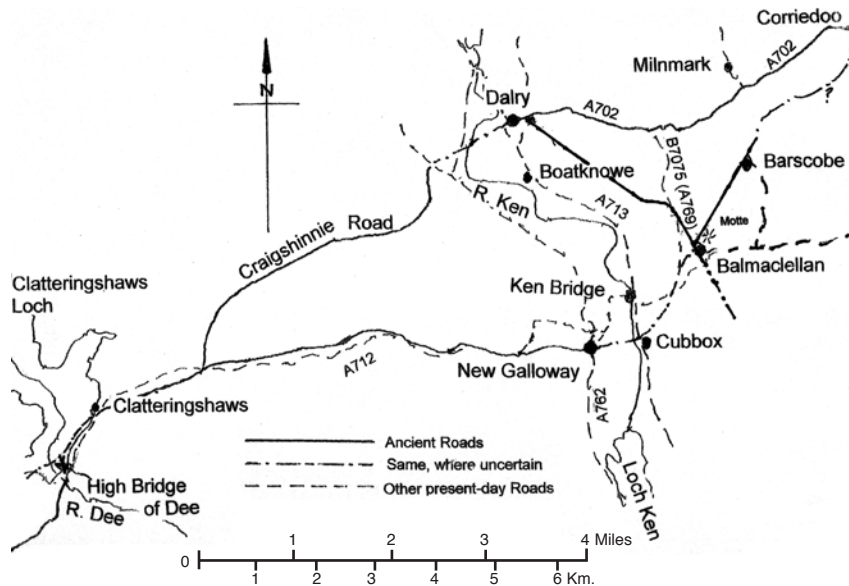 Corriedoo
Milnmark
A702
N
Dalry
A702
B7075 (A769)
Barscobe
Boatknowe
R. Ken
A713
Motte
Craigshinnie
Road
Balmaclellan
Clatteringshaws
Loch
Ken Bridge
?
Cubbox
New Galloway
A712
A762
Clatteringshaws
Ancient Roads
Same, where uncertain
Other present-day Roads
High Bridge
of Dee
R. Dee
Loch Ken
0 1 2 3 4 Miles
1 2 3 4 5 6 Km.